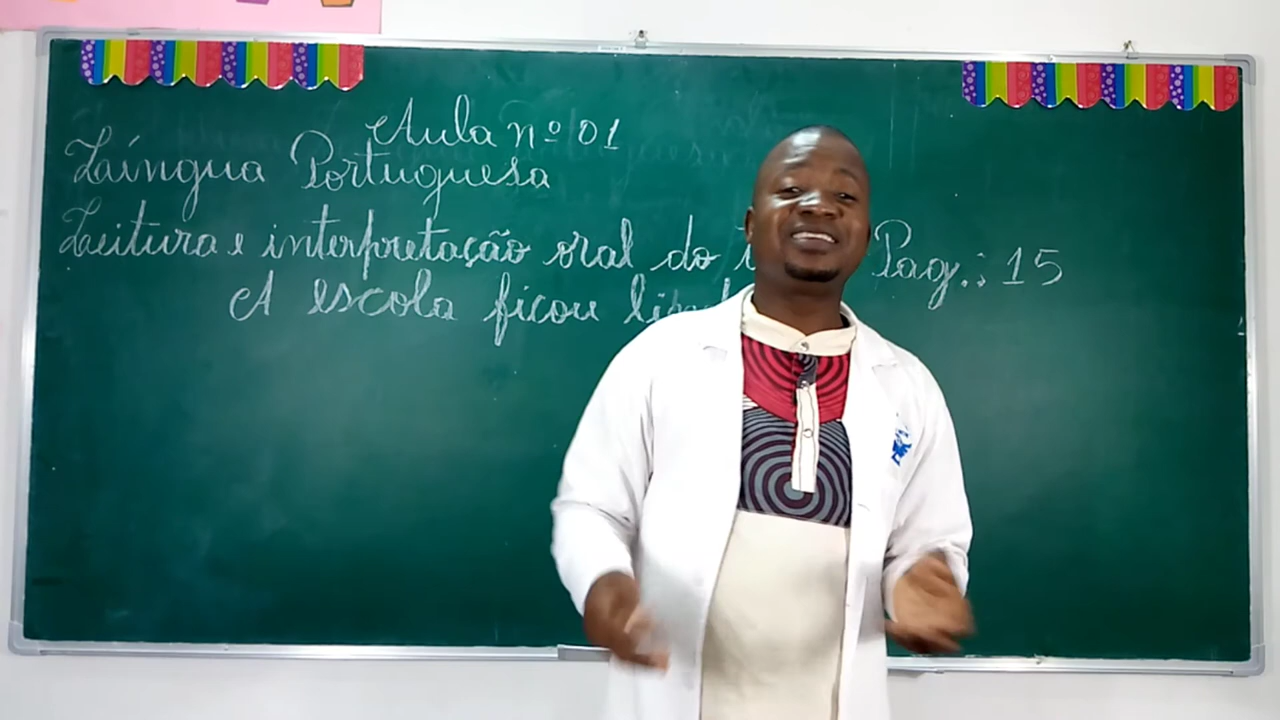 Aula nº 01
Língua Portuguesa
Leitura e interpretação oral do Pag.: 15
A escola ficou